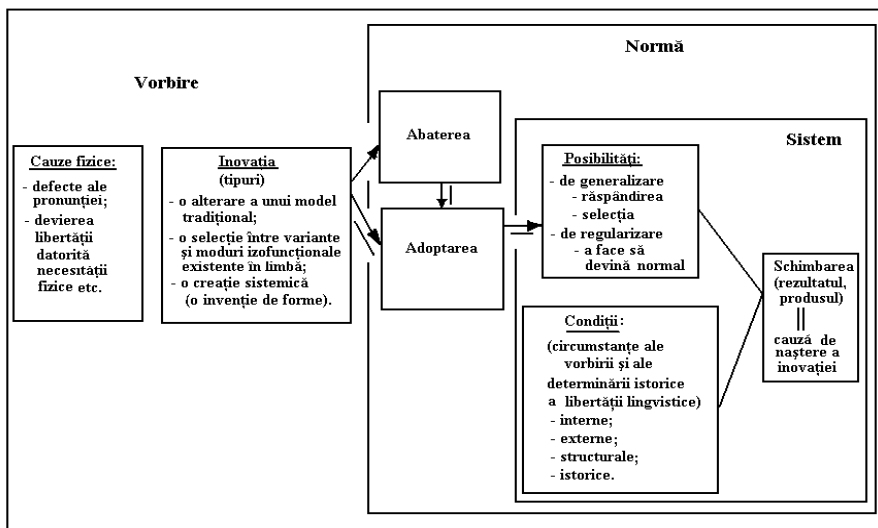 Normă
Vorbire
Abaterea
Sistem
Cauze fizice:
- defecte ale
pronunției;
- devierea
libertății
datorită
necesității
fizice etc.
Inovația
(tipuri)
- o alterare a unui model
tradițional;
- o selecție între variante
și moduri izofuncționale
existente în limbă;
- o creație sistemică
(o invenție de forme).
Adoptarea
Posibilități:
- de generalizare
- răspândirea
- selecția
- de regularizare
- a face să
devină normal
Condiții:
(circumstanțe ale
vorbirii și ale
determinării istorice
a libertății lingvistice)
- interne;
- externe;
- structurale;
- istorice.
Schimbarea
(rezultatul,
produsul)
||
cauză de
naștere a
inovației